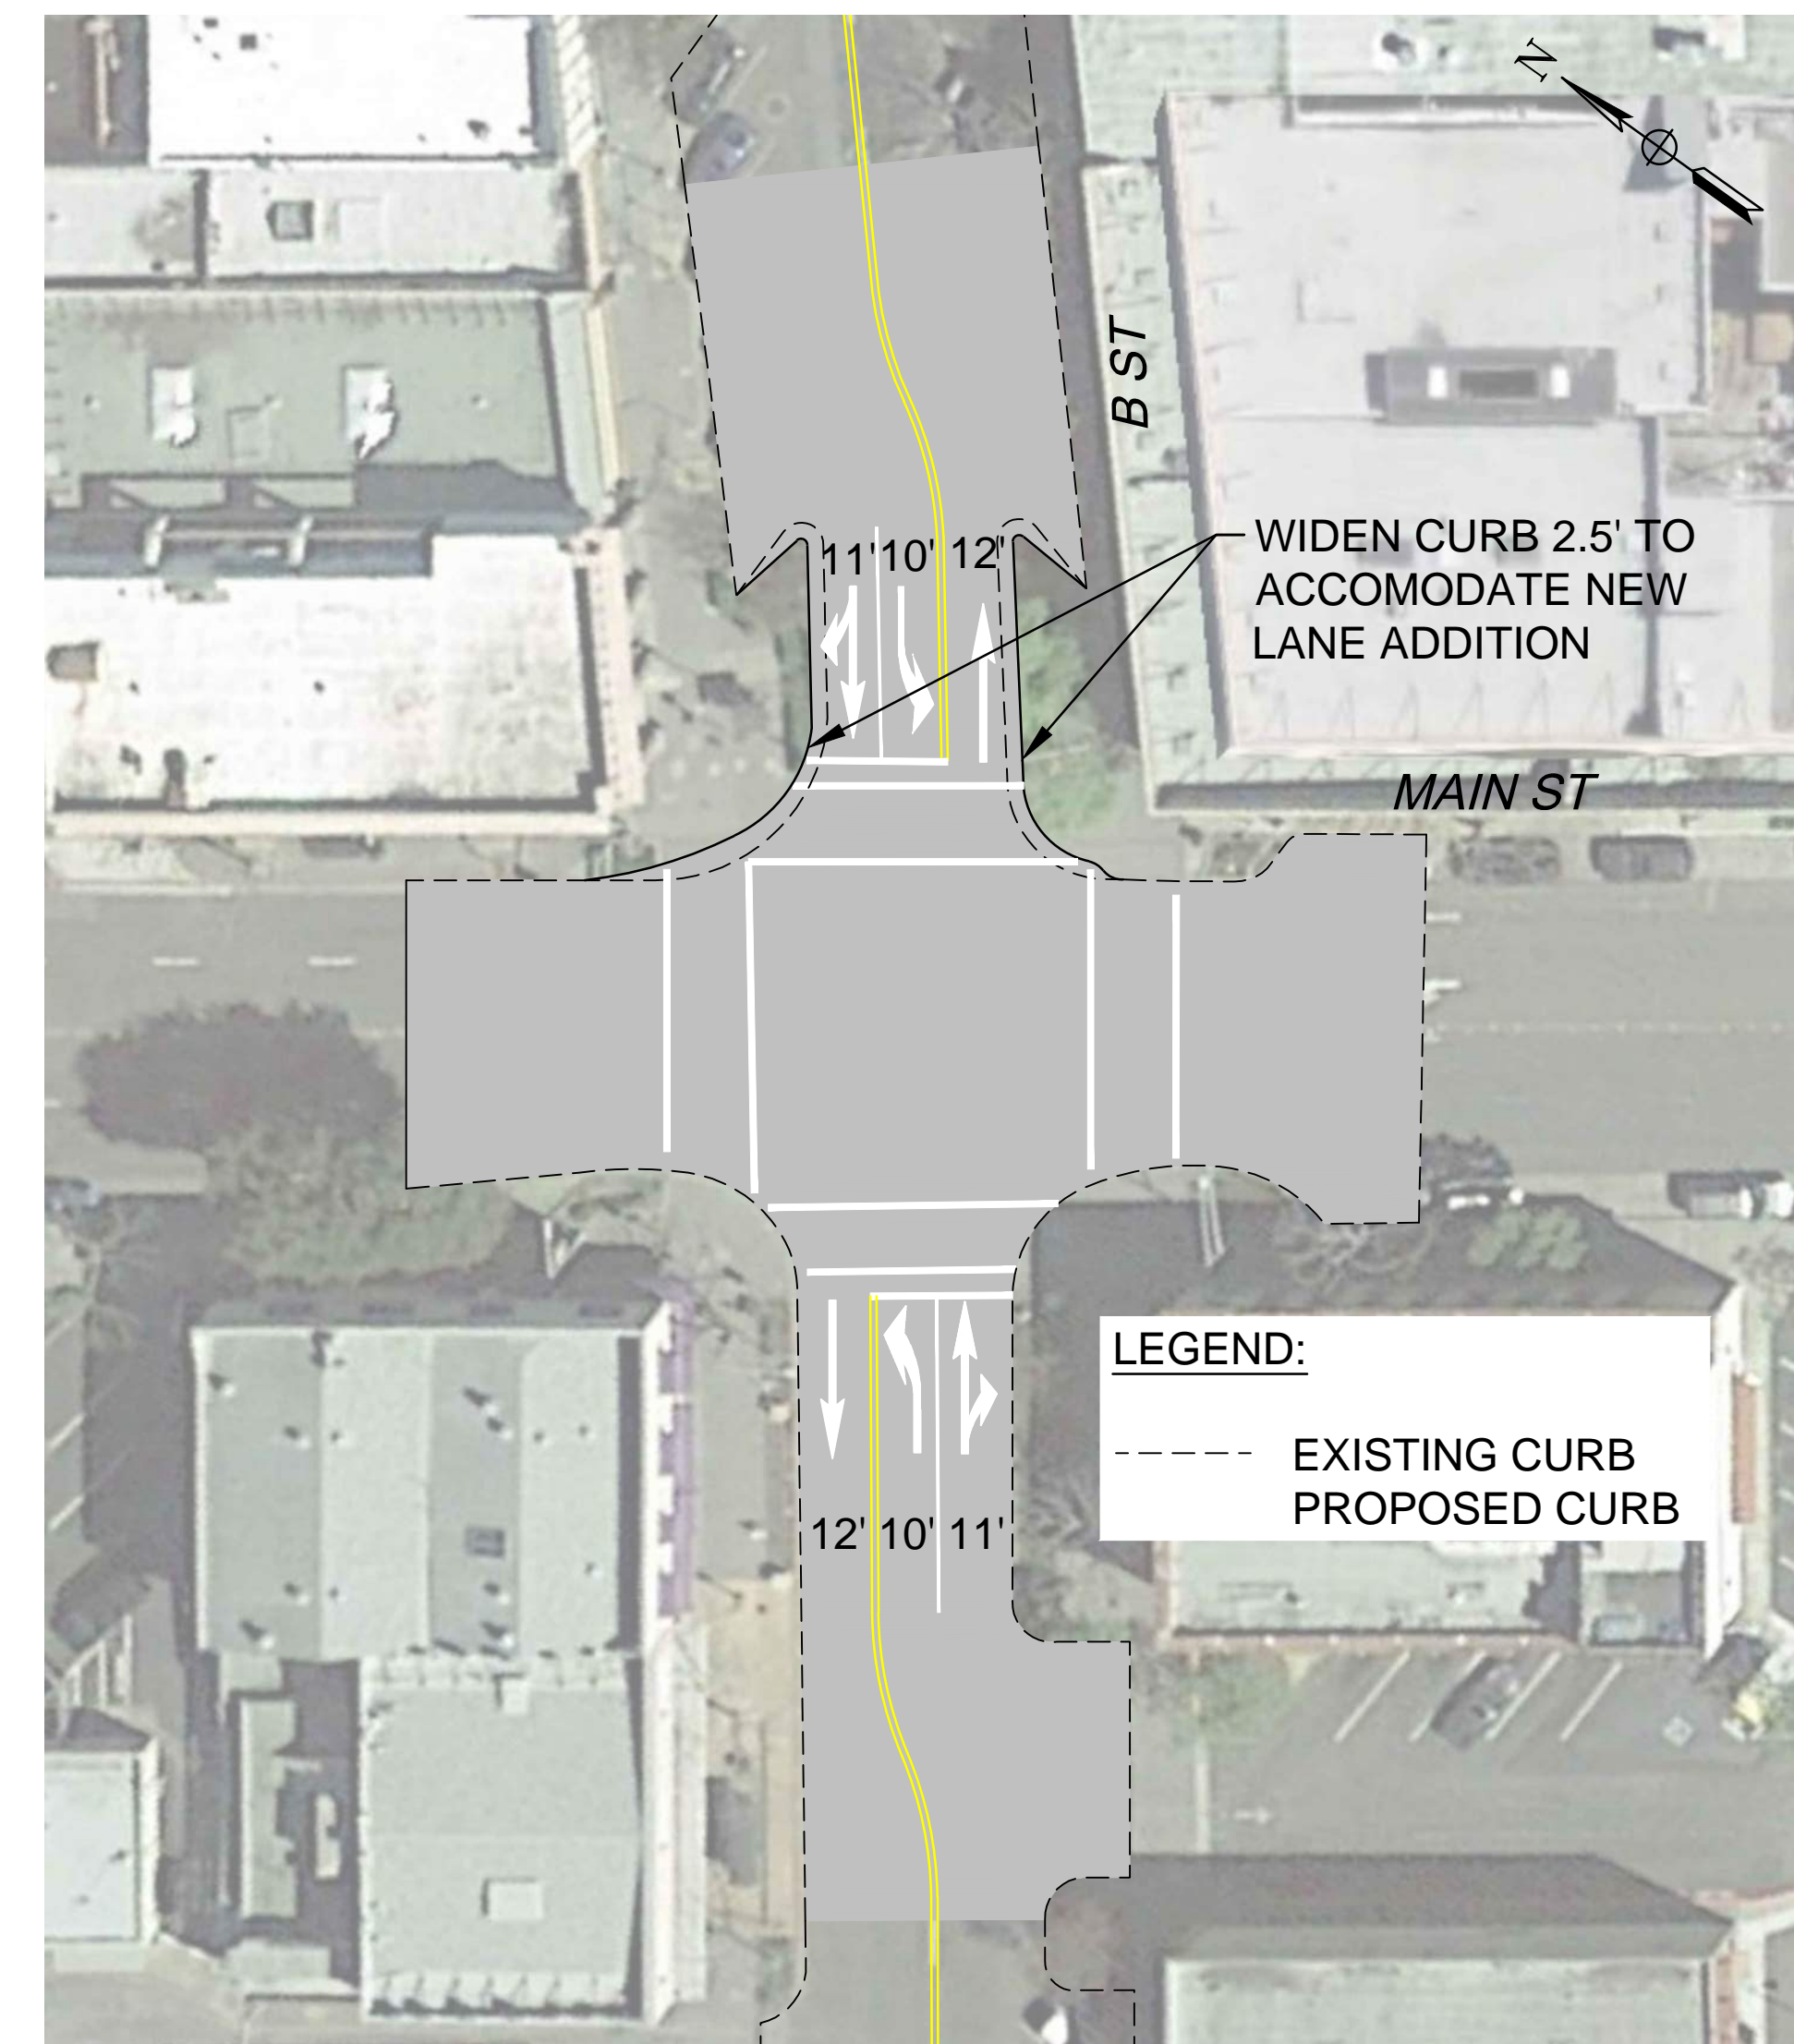 N
B ST
11' 10' 12'
WIDEN CURB 2.5' TO
ACCOMODATE NEW
LANE ADDITION
MAIN ST
LEGEND:
EXISTING CURB
PROPOSED CURB
12' 10' 11'